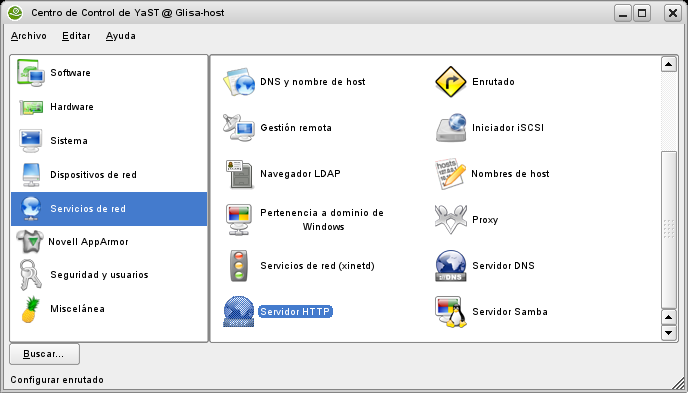 Centro de Control de YaST @ Glisa-host
Archivo Editar Ayuda
Software
Hardware
Sistema
Dispositivos de red
Servicios de red
Novell AppArmor
Seguridad y usuarios
Miscelánea
DNS y nombre de host
Enrutado
Gestión remota
Iniciador iSCSI
Navegador LDAP
hosts
Nombres de host
Pertenencia a dominio de
Windows
Proxy
Servicios de red (xinetd)
DNS
Servidor DNS
Servidor HTTP
Servidor Samba
Buscar...
Configurar enrutado